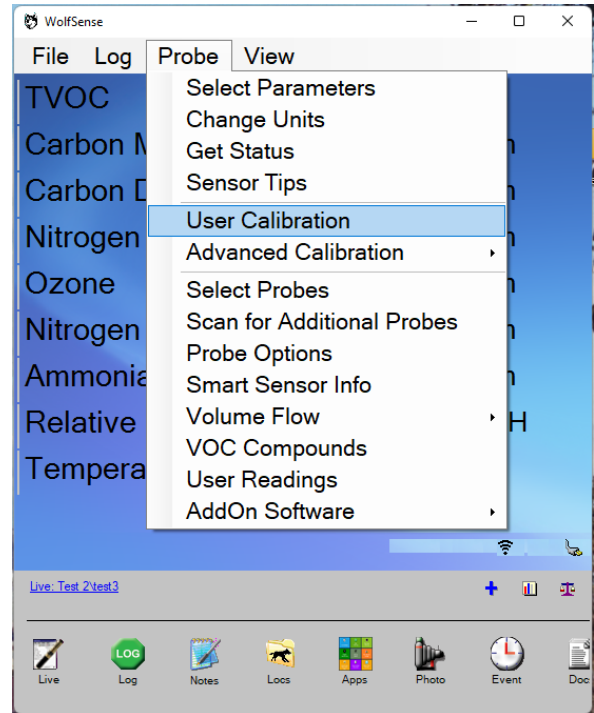 WolfSense
File Log Probe View
TVOC
Select Parameters
Change Units
Carbon
Get Status
Carbon
Sensor Tips
Nitrogen
User Calibration
Advanced Calibration
Ozone
Select Probes
Nitrogen
Scan for Additional Probes
Probe Options
Ammonia
Smart Sensor Info
Relative
Volume Flow
H
VOC Compounds
Tempera
User Readings
AddOn Software
Live: Test 2\test3
LOG
Live Log Notes Locs Apps Photo Event Doc